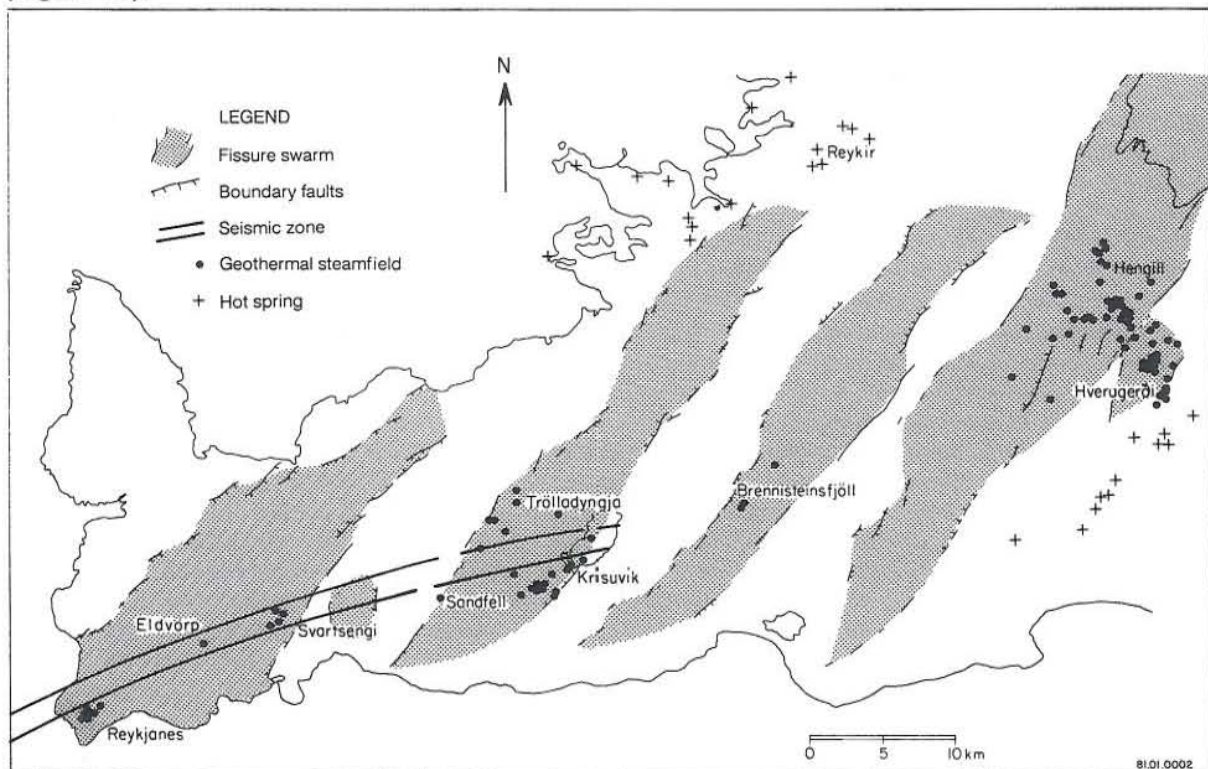 N
LEGEND
Fissure swarm
Boundary faults
Seismic zone
Geothermal steamfield
Hot spring
Reykir
Hengill
Hverugerði
Trölladyngja
Brennisteinsfjöll
Krisuvik
Sandfell
Eldvörp
Svartsengi
Reykjanes
0 5 10 km
81.01.0002